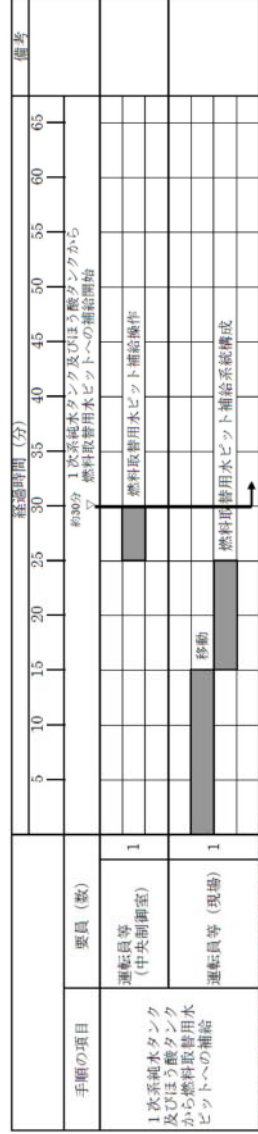 経過時間（分）
備考
手順の項目
要員（数）
5 10 15 20 25 30 35 40 45 50 55 60 65
約30分
1次系純水タンク及びほう酸タンクから
燃料取替用水ピットへの補給開始
▽
1次系純水タンク
及びほう酸タンク
から燃料取替用水
ピットへの補給
運転員等
（中央制御室）
1
燃料取替用水ピット補給操作
運転員等（現場）
1
移動
燃料取替用水ピット補給系統構成